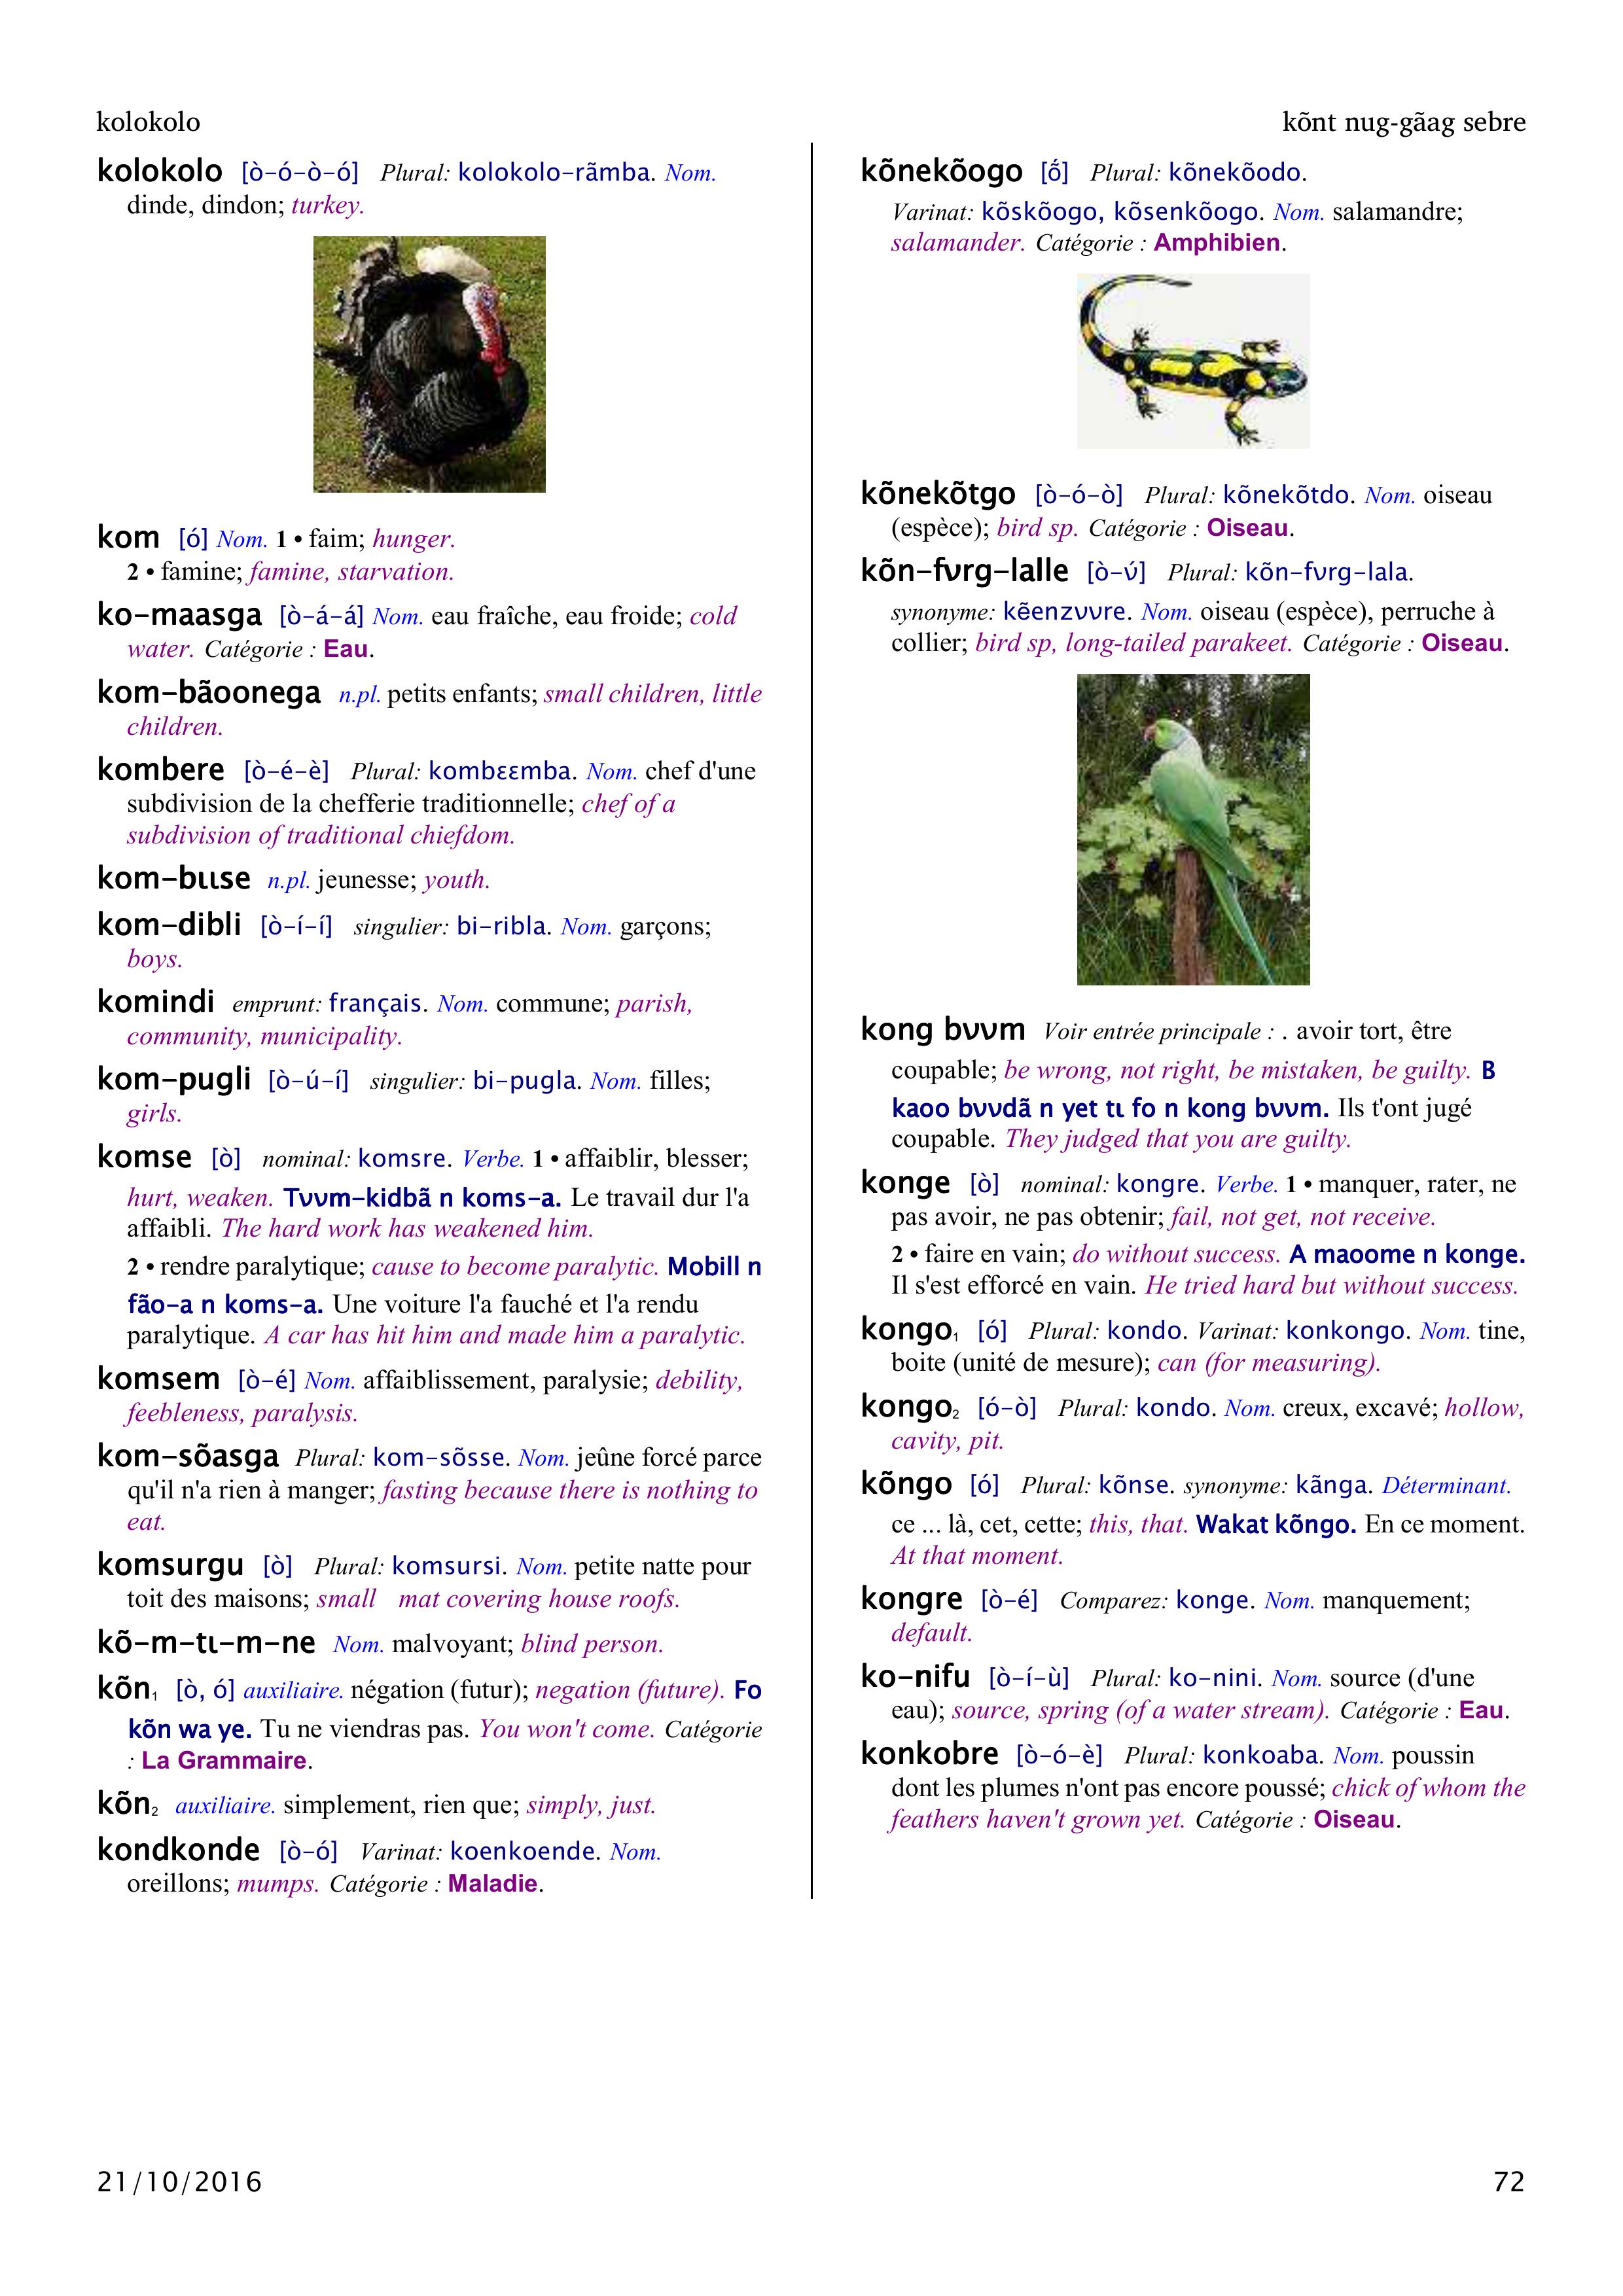 kolokolo
kõnt nug-gãag sebre
kolokolo [ò-ó-ò-ó] Plural: kolokolo-rãmba. Nom.
dinde, dindon; turkey.
kom [ó] Nom. 1 • faim; hunger.
2 • famine; famine, starvation.
ko-maasga [ò-á-á] Nom. eau fraîche, eau froide; cold
water. Catégorie : Eau.
kom-bãoonega n.pl. petits enfants; small children, little
children.
kombere [ò-é-è] Plural: kombɛɛmba. Nom. chef d'une
subdivision de la chefferie traditionnelle; chef of a
subdivision of traditional chiefdom.
kom-bɩɩse n.pl. jeunesse; youth.
kom-dibli [ò-í-í] singulier: bi-ribla. Nom. garçons;
boys.
komindi emprunt: français. Nom. commune; parish,
community, municipality.
kom-pugli [ò-ú-í] singulier: bi-pugla. Nom. filles;
girls.
komse [ò] nominal: komsre. Verbe. 1 • affaiblir, blesser;
hurt, weaken. Tʋʋm-kidbã n koms-a. Le travail dur l'a
affaibli. The hard work has weakened him.
2 • rendre paralytique; cause to become paralytic. Mobill n
fão-a n koms-a. Une voiture l'a fauché et l'a rendu
paralytique. A car has hit him and made him a paralytic.
komsem [ò-é] Nom. affaiblissement, paralysie; debility,
feebleness, paralysis.
kom-sõasga Plural: kom-sõsse. Nom. jeûne forcé parce
qu'il n'a rien à manger; fasting because there is nothing to
eat.
komsurgu [ò] Plural: komsursi. Nom. petite natte pour
toit des maisons; small mat covering house roofs.
kõ-m-tɩ-m-ne Nom. malvoyant; blind person.
kõn₁ [ò, ó] auxiliaire. négation (futur); negation (future). Fo
kõn wa ye. Tu ne viendras pas. You won't come. Catégorie
: La Grammaire.
kõn₂ auxiliaire. simplement, rien que; simply, just.
kondkonde [ò-ó] Varinat: koenkoende. Nom.
oreillons; mumps. Catégorie : Maladie.
kõnekõogo [ṍ] Plural: kõnekõodo.
Varinat: kõskõogo, kõsenkõogo. Nom. salamandre;
salamander. Catégorie : Amphibien.
kõnekõtgo [ò-ó-ò] Plural: kõnekõtdo. Nom. oiseau
(espèce); bird sp. Catégorie : Oiseau.
kõn-fʋrg-lalle [ò-ʋ́] Plural: kõn-fʋrg-lala.
synonyme: kẽenzʋʋre. Nom. oiseau (espèce), perruche à
collier; bird sp, long-tailed parakeet. Catégorie : Oiseau.
kong bʋʋm Voir entrée principale : . avoir tort, être
coupable; be wrong, not right, be mistaken, be guilty. B
kaoo bʋʋdã n yet tɩ fo n kong bʋʋm. Ils t'ont jugé
coupable. They judged that you are guilty.
konge [ò] nominal: kongre. Verbe. 1 • manquer, rater, ne
pas avoir, ne pas obtenir; fail, not get, not receive.
2 • faire en vain; do without success. A maoome n konge.
Il s'est efforcé en vain. He tried hard but without success.
kongo₁ [ó] Plural: kondo. Varinat: konkongo. Nom. tine,
boite (unité de mesure); can (for measuring).
kongo₂ [ó-ò] Plural: kondo. Nom. creux, excavé; hollow,
cavity, pit.
kõngo [ó] Plural: kõnse. synonyme: kãnga. Déterminant.
ce ... là, cet, cette; this, that. Wakat kõngo. En ce moment.
At that moment.
kongre [ò-é] Comparez: konge. Nom. manquement;
default.
ko-nifu [ò-í-ù] Plural: ko-nini. Nom. source (d'une
eau); source, spring (of a water stream). Catégorie : Eau.
konkobre [ò-ó-è] Plural: konkoaba. Nom. poussin
dont les plumes n'ont pas encore poussé; chick of whom the
feathers haven't grown yet. Catégorie : Oiseau.
21/10/2016
72